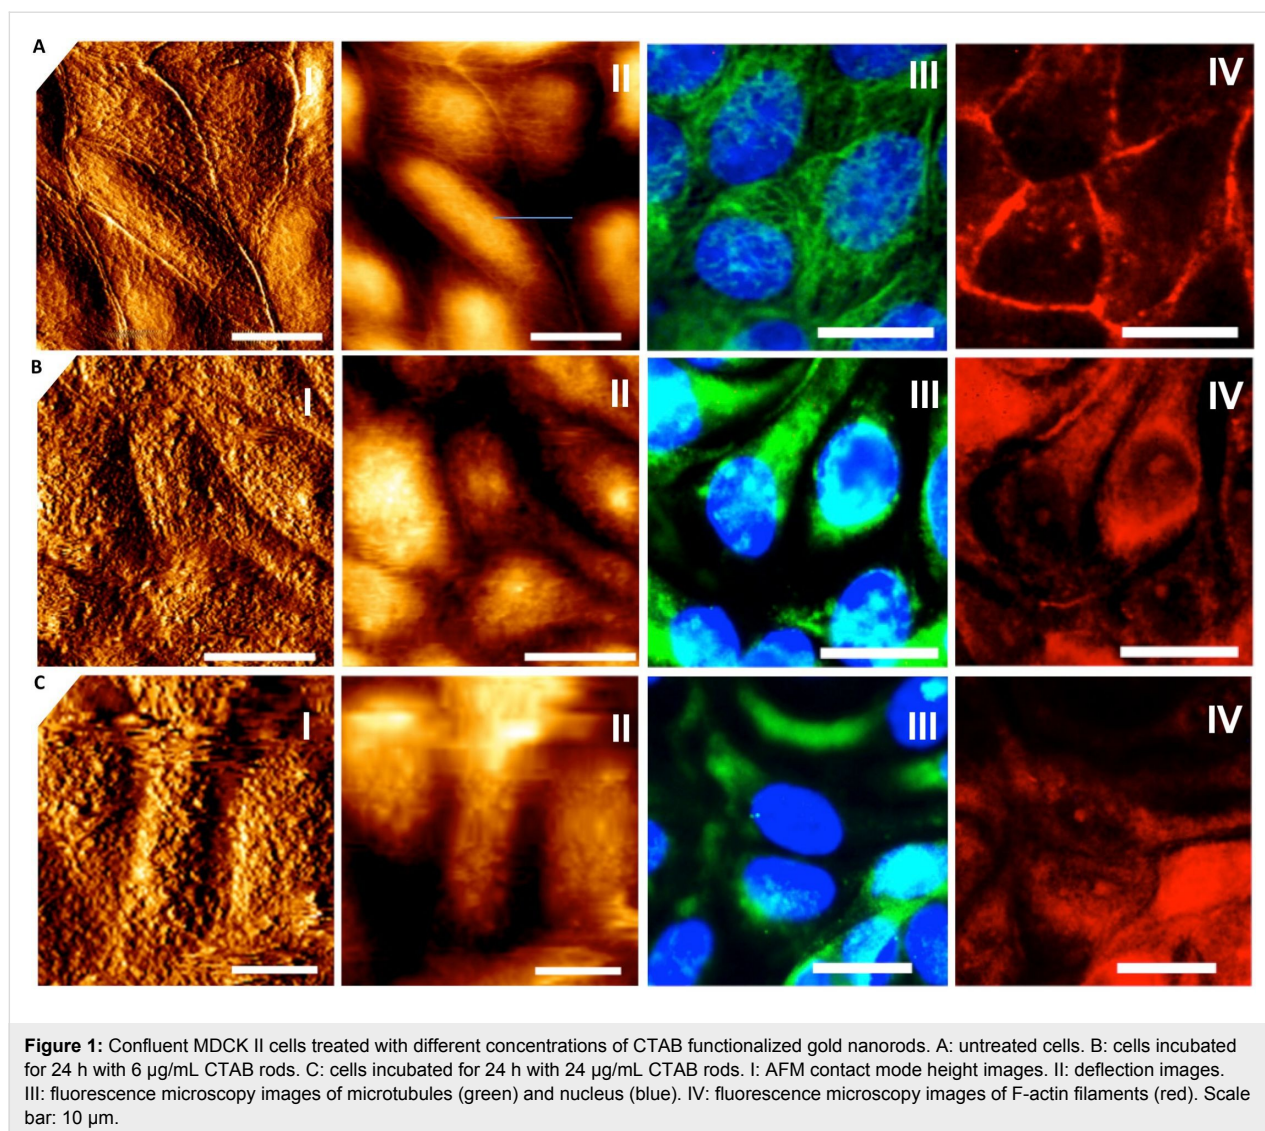 A
I
II
III
IV
B
I
II
III
IV
C
I
II
III
IV
Figure 1: Confluent MDCK II cells treated with different concentrations of CTAB functionalized gold nanorods. A: untreated cells. B: cells incubated
for 24 h with 6 µg/mL CTAB rods. C: cells incubated for 24 h with 24 µg/mL CTAB rods. I: AFM contact mode height images. II: deflection images.
III: fluorescence microscopy images of microtubules (green) and nucleus (blue). IV: fluorescence microscopy images of F-actin filaments (red). Scale
bar: 10 µm.